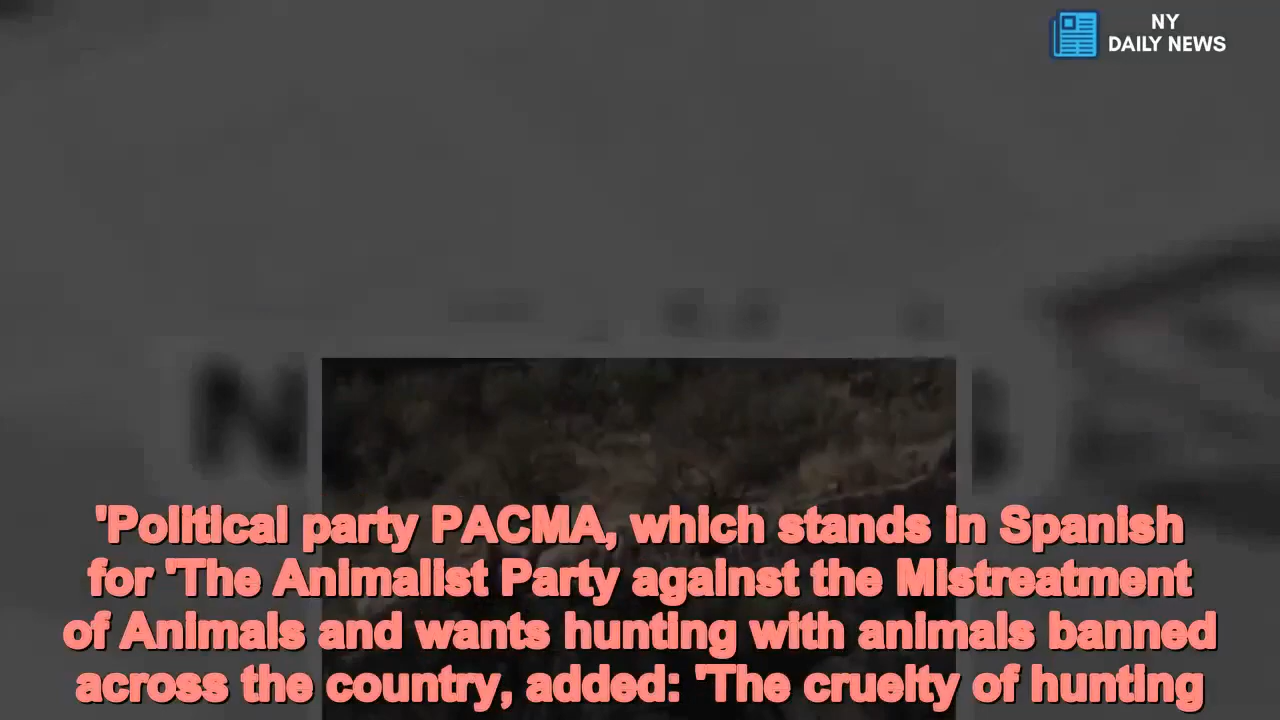 NY
DAILY NEWS
N
'Political party PACMA, which stands in Spanish
for 'The Animalist Party against the Mistreatment
of Animals and wants hunting with animals banned
across the country, added: 'The cruelty of hunting